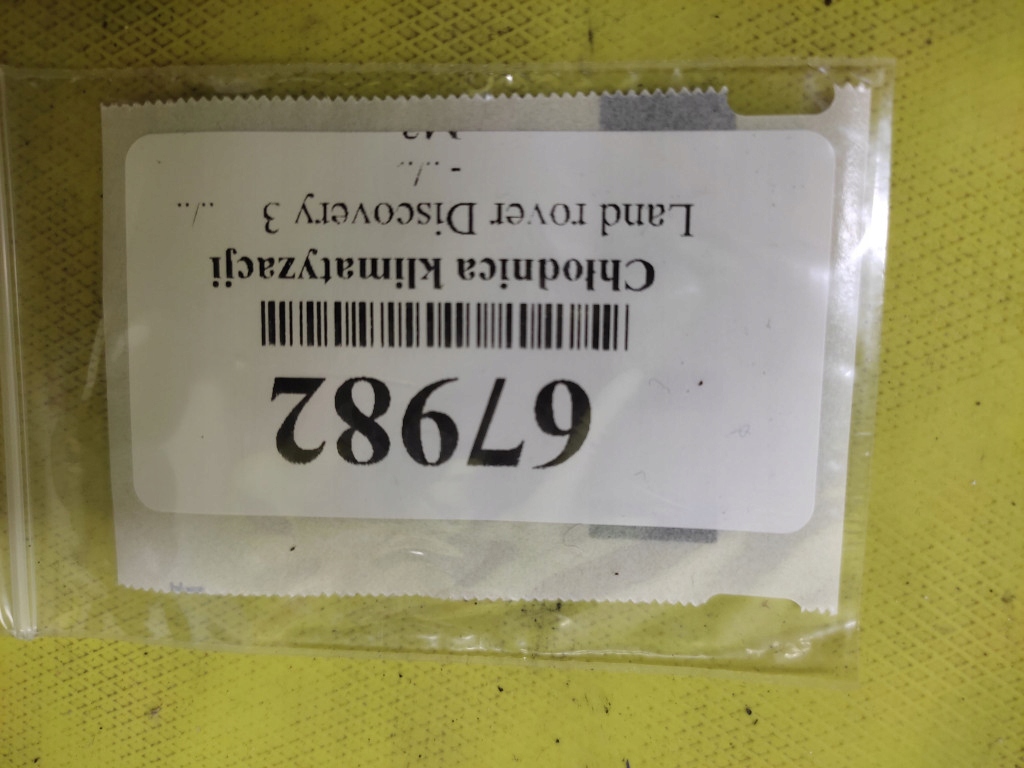 67982
Chłodnica klimatyzacji
Land rover Discovery 3 ../..
- ../..